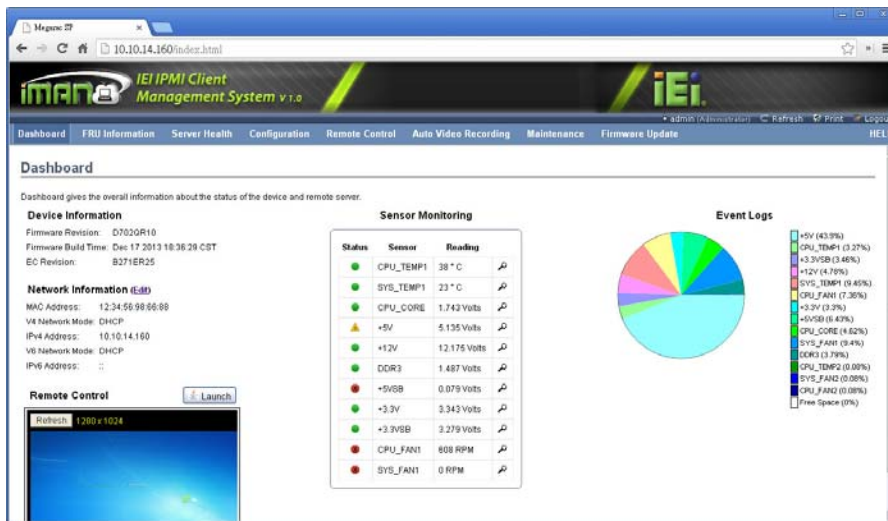 Megarac SP
10.10.14.160/index.html
iMAN
IEI IPMI Client
Management System v 1.0
iEi
admin (Administrator) Refresh Print Logou
Dashboard FRU Information Server Health Configuration Remote Control Auto Video Recording Maintenance Firmware Update HEL
Dashboard
Dashboard gives the overall information about the status of the device and remote server.
Device Information
Firmware Revision: D702QR10
Firmware Build Time: Dec 17 2013 18:36:28 CST
EC Revision: B271ER25
Network Information (Edit)
MAC Address: 12:34:56:98:66:88
V4 Network Mode: DHCP
IPv4 Address: 10.10.14.160
V6 Network Mode: DHCP
IPv6 Address: ::
Remote Control Launch
Refresh 1280 x 1024
Sensor Monitoring
Status Sensor Reading
CPU_TEMP1 38 ° C
SYS_TEMP1 23 ° C
CPU_CORE 1.743 Volts
+5V 5.135 Volts
+12V 12.175 Volts
DDR3 1.487 Volts
+5VSB 0.079 Volts
+3.3V 3.343 Volts
+3.3VSB 3.279 Volts
CPU_FAN1 608 RPM
SYS_FAN1 0 RPM
Event Logs
+5V (43.9%)
CPU_TEMP1 (3.27%)
+3.3VSB (3.46%)
+12V (4.78%)
SYS_TEMP1 (9.45%)
CPU_FAN1 (7.36%)
+3.3V (3.3%)
+5VSB (6.43%)
CPU_CORE (4.62%)
SYS_FAN1 (9.4%)
DDR3 (3.79%)
CPU_TEMP2 (0.08%)
SYS_FAN2 (0.08%)
CPU_FAN2 (0.08%)
Free Space (0%)